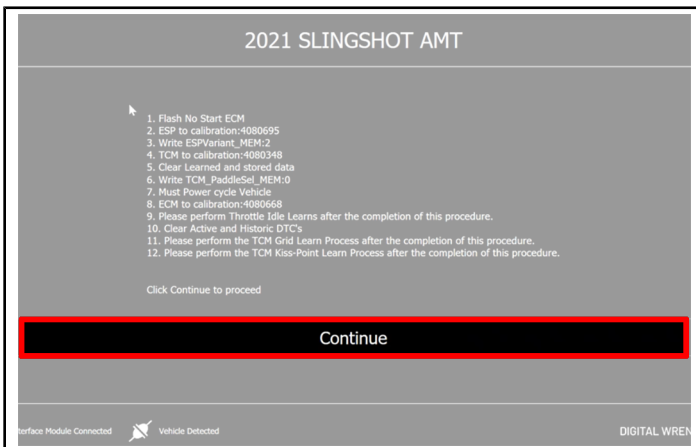 2021 SLINGSHOT AMT
1. Flash No Start ECM
2. ESP to calibration:4080695
3. Write ESPVariant_MEM:2
4. TCM to calibration:4080348
5. Clear Learned and stored data
6. Write TCM_PaddleSel_MEM:0
7. Must Power cycle Vehicle
8. ECM to calibration:4080668
9. Please perform Throttle Idle Learns after the completion of this procedure.
10. Clear Active and Historic DTC's
11. Please perform the TCM Grid Learn Process after the completion of this procedure.
12. Please perform the TCM Kiss-Point Learn Process after the completion of this procedure.
Click Continue to proceed
Continue
terface Module Connected Vehicle Detected DIGITAL WREN